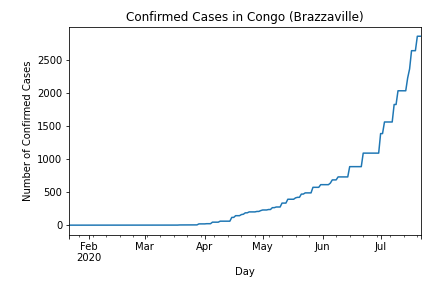 Confirmed Cases in Congo (Brazzaville)
Number of Confirmed Cases
2500
2000
1500
1000
500
0
Feb Mar Apr May Jun Jul
2020
Day